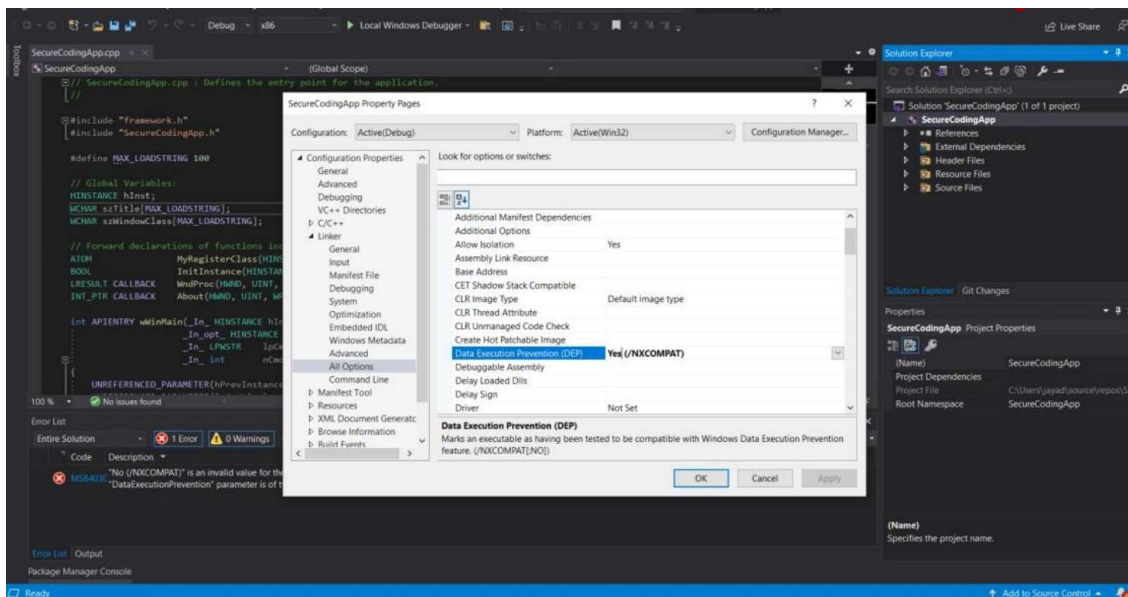 Debug x86 Local Windows Debugger Live Share
Toolbox
SecureCodingApp.cpp
SecureCodingApp (Global Scope)
// SecureCodingApp.cpp : Defines the entry point for the application.
//
#include "framework.h"
#include "SecureCodingApp.h"
#define MAX_LOADSTRING 100
// Global Variables:
HINSTANCE hInst;
WCHAR szTitle[MAX_LOADSTRING];
WCHAR szWindowClass[MAX_LOADSTRING];
// Forward declarations of functions inc
ATOM MyRegisterClass(HINS
BOOL InitInstance(HINSTAN
LRESULT CALLBACK WndProc(HWND, UINT,
INT_PTR CALLBACK About(HWND, UINT, WP
int APIENTRY wWinMain(_In_ HINSTANCE hIn
_In_opt_ HINSTANCE
_In_ LPWSTR lpCm
_In_ int nCmd
{
UNREFERENCED_PARAMETER(hPrevInstance
100 % No issues found
Error List
Entire Solution 1 Error 0 Warnings
Code Description
"No (/NXCOMPAT)" is an invalid value for the
"DataExecutionPrevention" parameter is of t
Error List Output
Package Manager Console
Ready Add to Source Control
SecureCodingApp Property Pages ? ×
Configuration: Active(Debug) Platform: Active(Win32) Configuration Manager...
Configuration Properties
General
Advanced
Debugging
VC++ Directories
C/C++
Linker
General
Input
Manifest File
Debugging
System
Optimization
Embedded IDL
Windows Metadata
Advanced
All Options
Command Line
Manifest Tool
Resources
XML Document Generatc
Browse Information
Build Events
Look for options or switches:
Additional Manifest Dependencies
Additional Options
Allow Isolation Yes
Assembly Link Resource
Base Address
CET Shadow Stack Compatible
CLR Image Type Default image type
CLR Thread Attribute
CLR Unmanaged Code Check
Create Hot Patchable Image
Data Execution Prevention (DEP) Yes (/NXCOMPAT)
Debuggable Assembly
Delay Loaded Dlls
Delay Sign
Driver Not Set
Data Execution Prevention (DEP)
Marks an executable as having been tested to be compatible with Windows Data Execution Prevention
feature. (/NXCOMPAT[:NO])
OK Cancel Apply
Solution Explorer
Search Solution Explorer (Ctrl+;)
Solution 'SecureCodingApp' (1 of 1 project)
SecureCodingApp
References
External Dependencies
Header Files
Resource Files
Source Files
Solution Explorer Git Changes
Properties
SecureCodingApp Project Properties
(Name) SecureCodingApp
Project Dependencies
Project File C:\Users\jayad\source\repos\S
Root Namespace SecureCodingApp
(Name)
Specifies the project name.